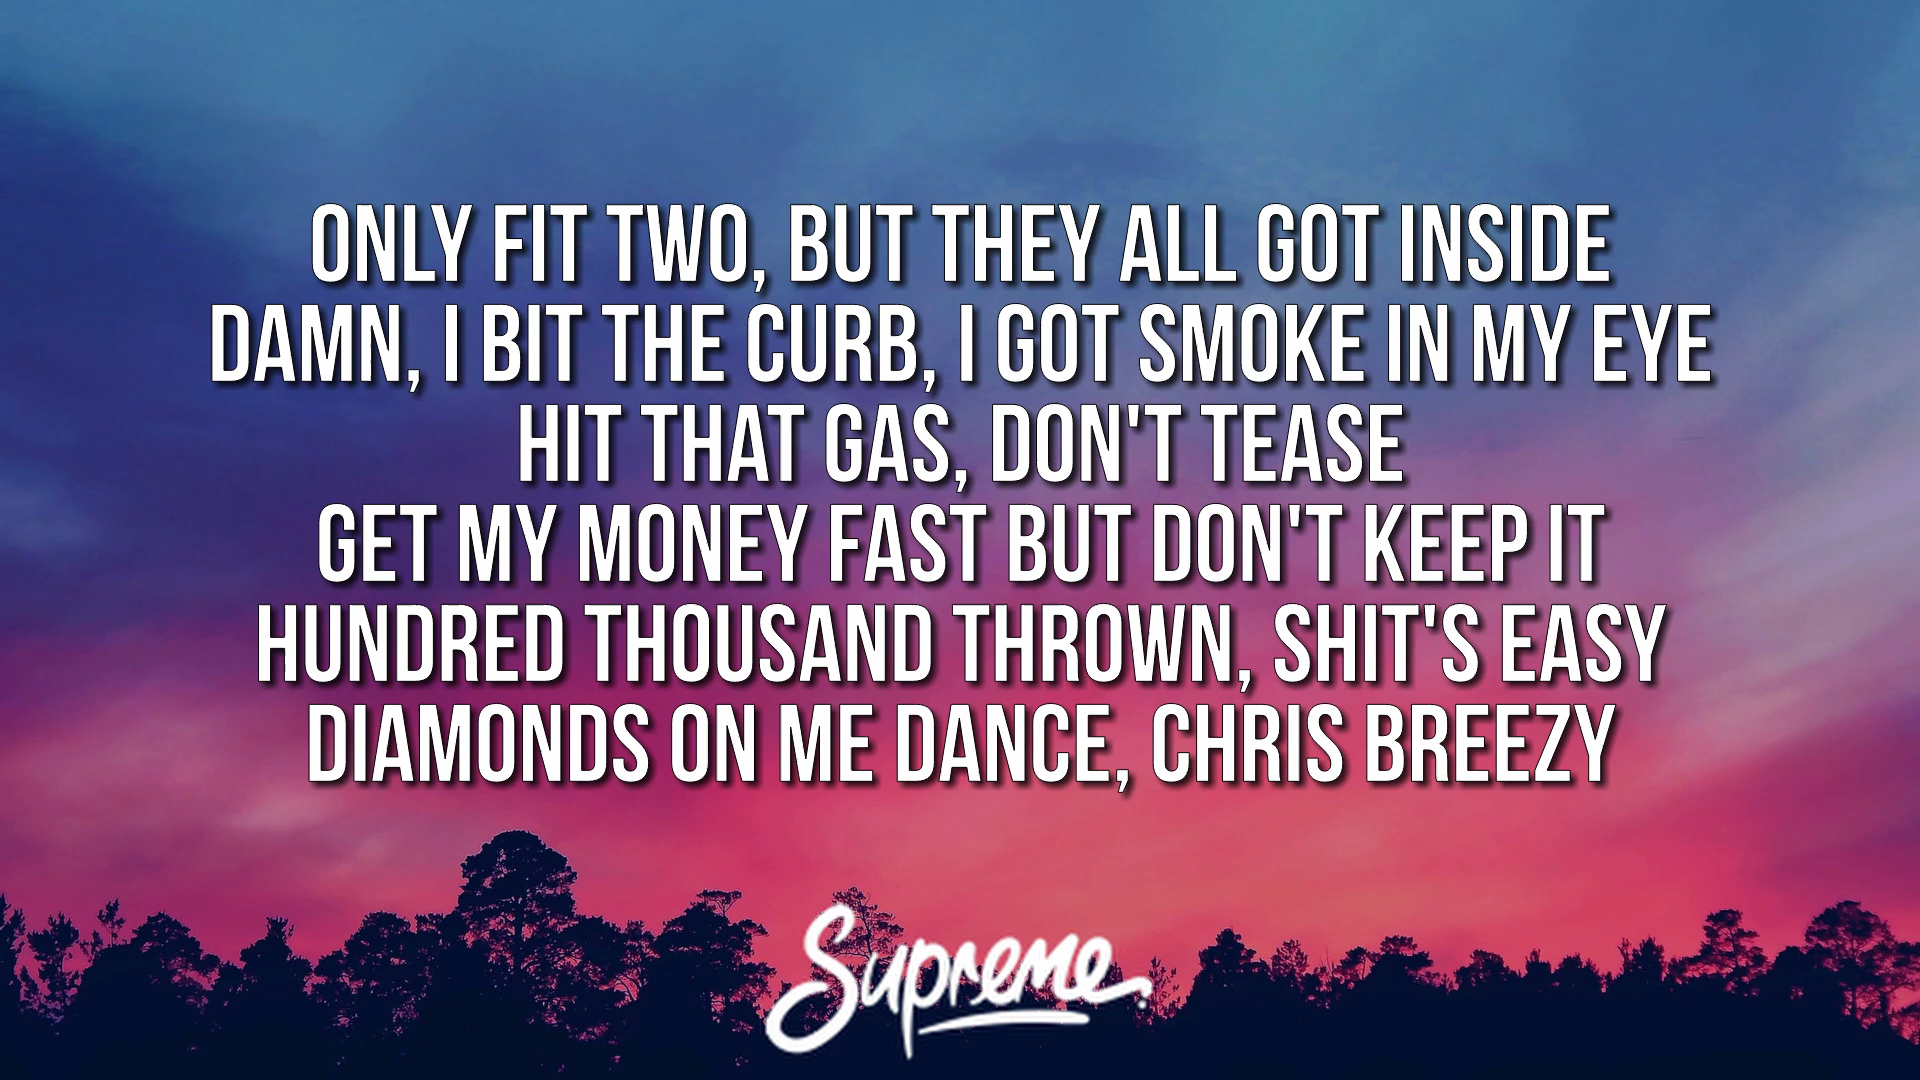 ONLY FIT TWO, BUT THEY ALL GOT INSIDE
DAMN, I BIT THE CURB, I GOT SMOKE IN MY EYE
HIT THAT GAS, DON'T TEASE
GET MY MONEY FAST BUT DON'T KEEP IT
HUNDRED THOUSAND THROWN, SHIT'S EASY
DIAMONDS ON ME DANCE, CHRIS BREEZY
Supreme.